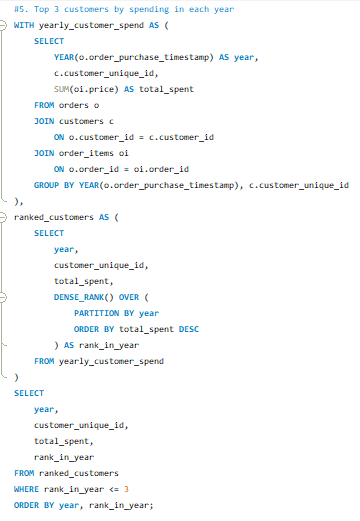 #5. Top 3 customers by spending in each year
WITH yearly_customer_spend AS (
SELECT
YEAR(o.order_purchase_timestamp) AS year,
c.customer_unique_id,
SUM(oi.price) AS total_spent
FROM orders o
JOIN customers c
ON o.customer_id = c.customer_id
JOIN order_items oi
ON o.order_id = oi.order_id
GROUP BY YEAR(o.order_purchase_timestamp), c.customer_unique_id
),
ranked_customers AS (
SELECT
year,
customer_unique_id,
total_spent,
DENSE_RANK() OVER (
PARTITION BY year
ORDER BY total_spent DESC
) AS rank_in_year
FROM yearly_customer_spend
)
SELECT
year,
customer_unique_id,
total_spent,
rank_in_year
FROM ranked_customers
WHERE rank_in_year <= 3
ORDER BY year, rank_in_year;